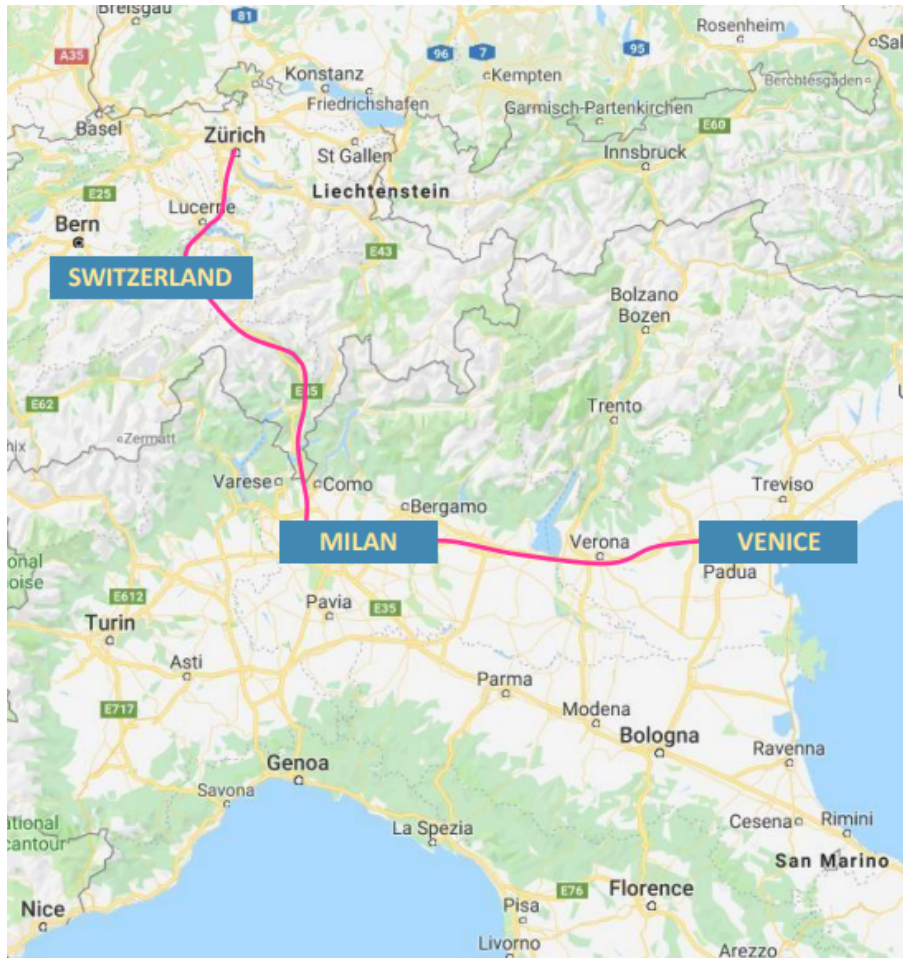 Breisgau
81
A35
96
7
95
Rosenheim
Konstanz
Kempten
Friedrichshafen
Berchtesgaden
Basel
Garmisch-Partenkirchen
E60
Zürich
St Gallen
Innsbruck
E25
Lucerne
Liechtenstein
Bern
E43
SWITZERLAND
Bolzano
Bozen
E62
Trento
Zermatt
Varese
Como
Treviso
Bergamo
MILAN
Verona
VENICE
Padua
E612
Pavia
E35
Turin
Asti
Parma
E717
Modena
Bologna
Ravenna
Genoa
Savona
La Spezia
Cesena
Rimini
San Marino
E76
Florence
Nice
Pisa
Livorno
Arezzo